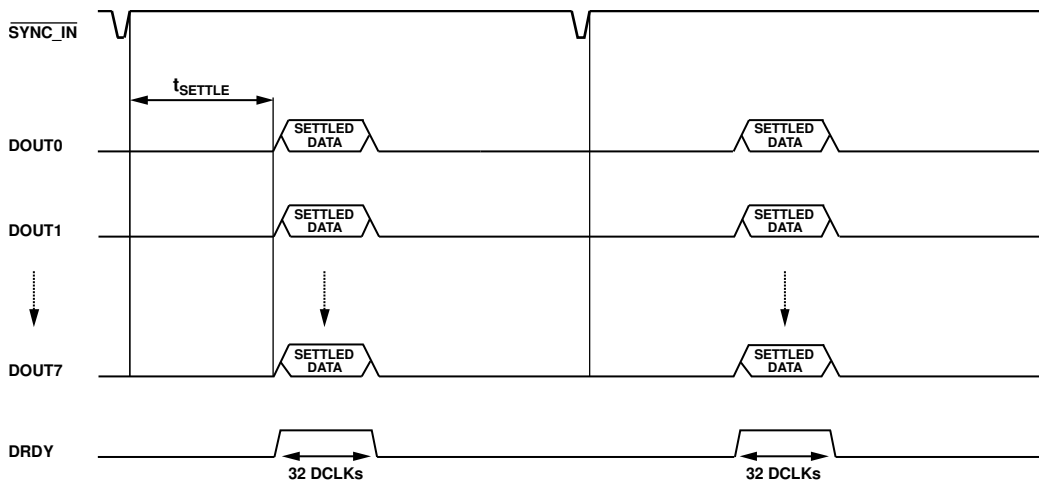 SYNC_IN
tSETTLE
DOUT0
SETTLED
DATA
SETTLED
DATA
DOUT1
SETTLED
DATA
SETTLED
DATA
DOUT7
SETTLED
DATA
SETTLED
DATA
DRDY
32 DCLKs
32 DCLKs